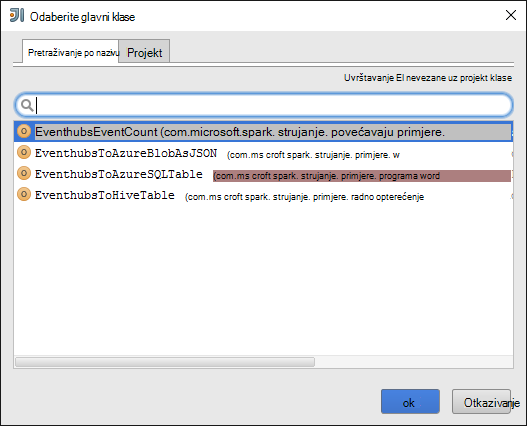 Odaberite glavni klase
Pretraživanje po nazivu Projekt
Uvrštavanje El nevezane uz projekt klase
EventhubsEventCount (com.microsoft.spark. strujanje. povećavaju primjere.
EventhubsToAzureBlobAsJSON (com.ms croft spark. strujanje. primjere. w
EventhubsToAzureSQLTable (com.ms croft spark. strujanje. primjere. programa word
EventhubsToHiveTable (com.ms croft spark. strujanje. primjere. radno opterećenje
ok Otkazivanje